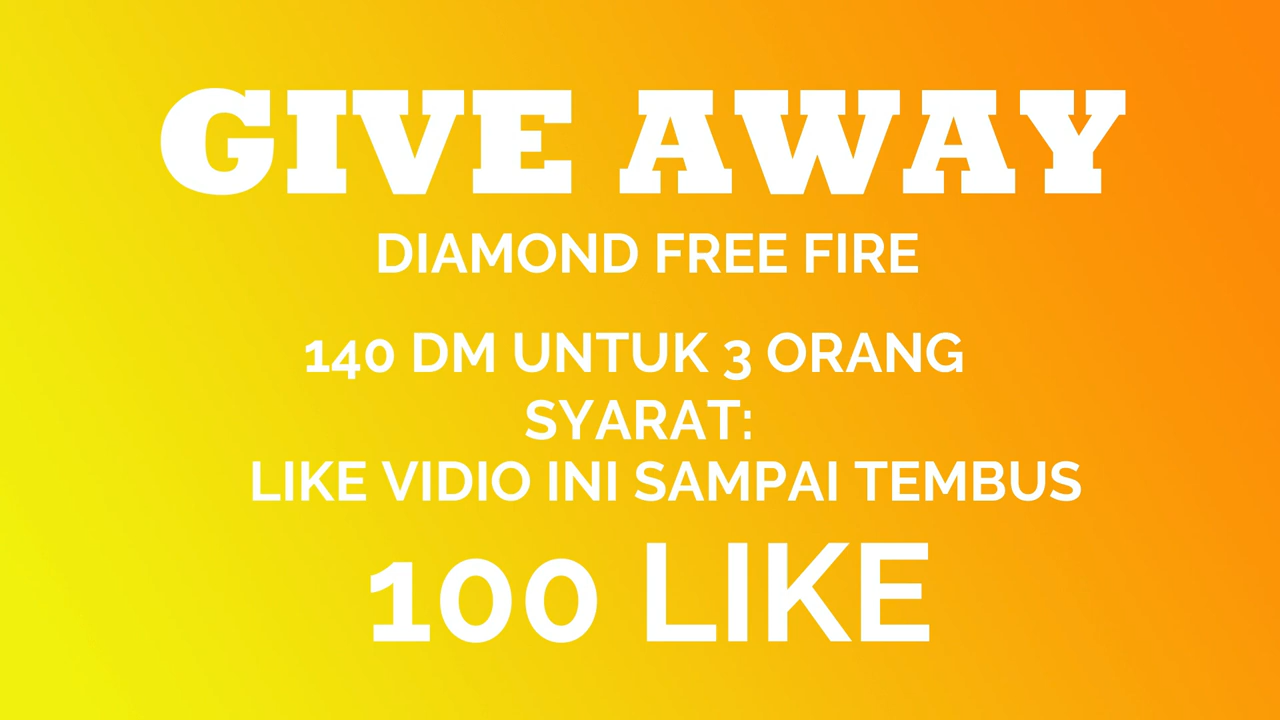 GIVE AWAY
DIAMOND FREE FIRE
140 DM UNTUK 3 ORANG
SYARAT:
LIKE VIDIO INI SAMPAI TEMBUS
100 LIKE